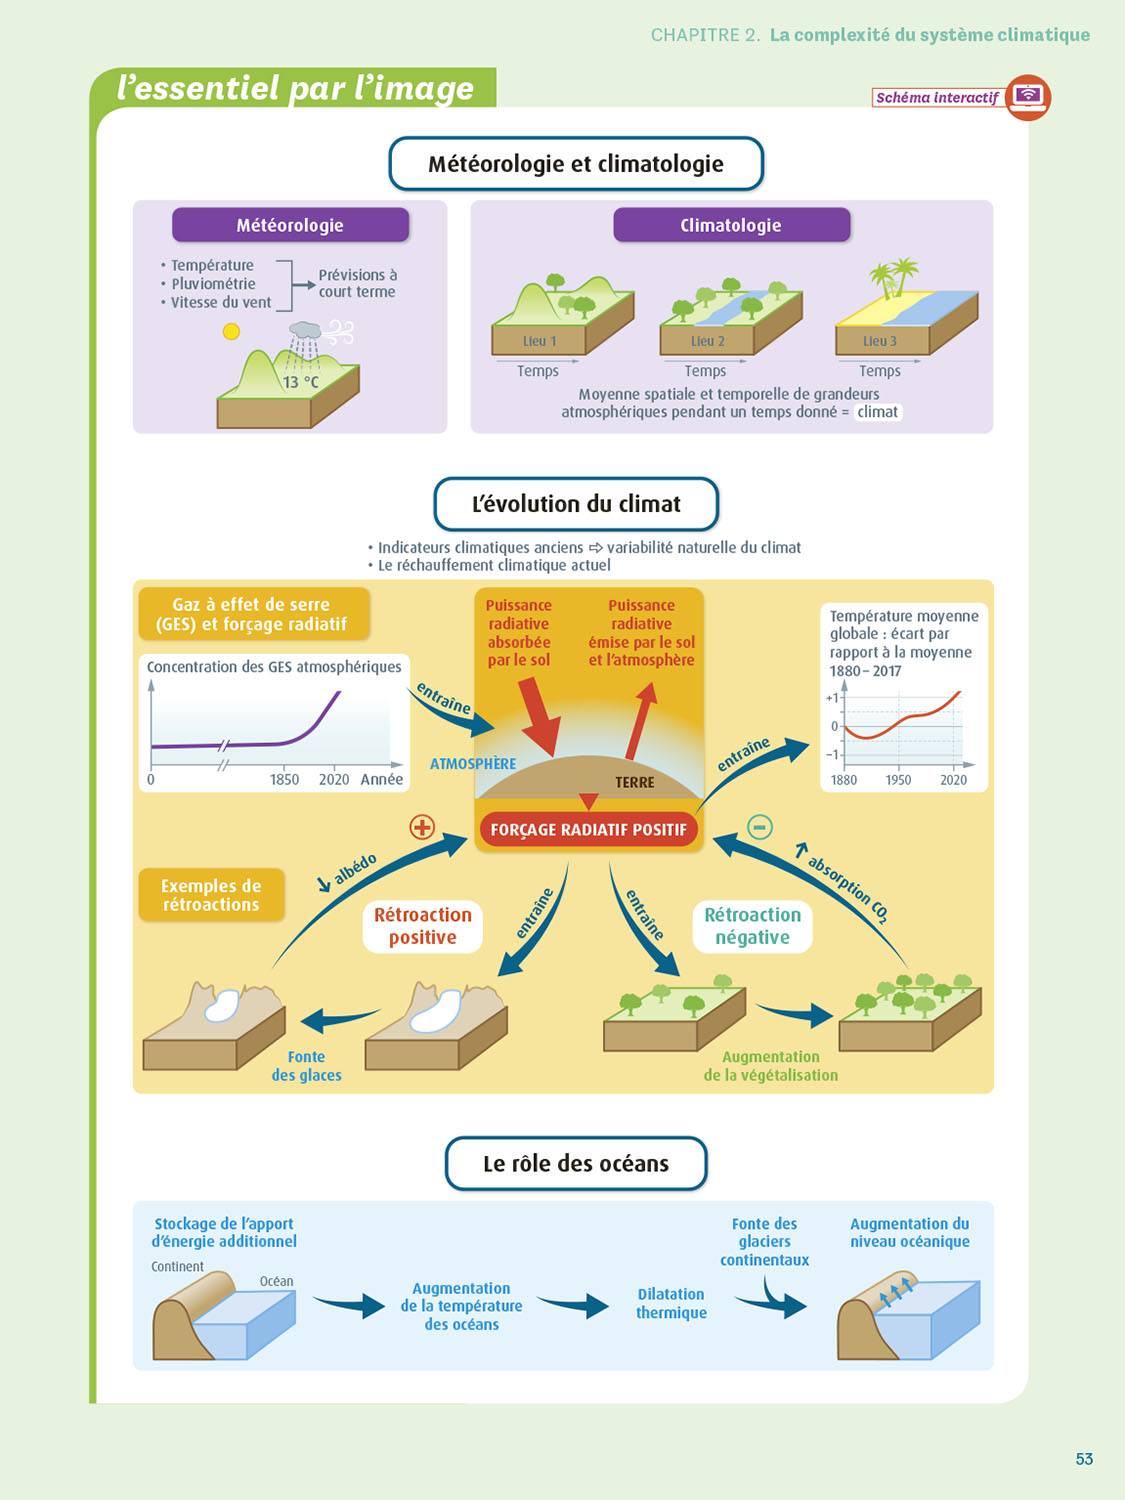 CHAPITRE 2. La complexité du système climatique
l'essentiel par l'image
Schéma interactif
Météorologie et climatologie
Météorologie
• Température
• Pluviométrie
• Vitesse du vent
Prévisions à
court terme
13 °C
Climatologie
Lieu 1
Lieu 2
Lieu 3
Temps
Temps
Temps
Moyenne spatiale et temporelle de grandeurs
atmosphériques pendant un temps donné = climat
L'évolution du climat
• Indicateurs climatiques anciens ⇨ variabilité naturelle du climat
• Le réchauffement climatique actuel
Gaz à effet de serre
(GES) et forçage radiatif
Concentration des GES atmosphériques
0
1850
2020
Année
entraîne
Puissance
radiative
absorbée
par le sol
Puissance
radiative
émise par le sol
et l'atmosphère
ATMOSPHÈRE
TERRE
FORÇAGE RADIATIF POSITIF
entraîne
Température moyenne
globale : écart par
rapport à la moyenne
1880 – 2017
+1
0
−1
1880
1950
2020
+
−
↘ albédo
↗ absorption CO₂
Exemples de
rétroactions
Rétroaction
positive
entraîne
entraîne
Rétroaction
négative
Fonte
des glaces
Augmentation
de la végétalisation
Le rôle des océans
Stockage de l'apport
d'énergie additionnel
Continent
Océan
Augmentation
de la température
des océans
Dilatation
thermique
Fonte des
glaciers
continentaux
Augmentation du
niveau océanique
53